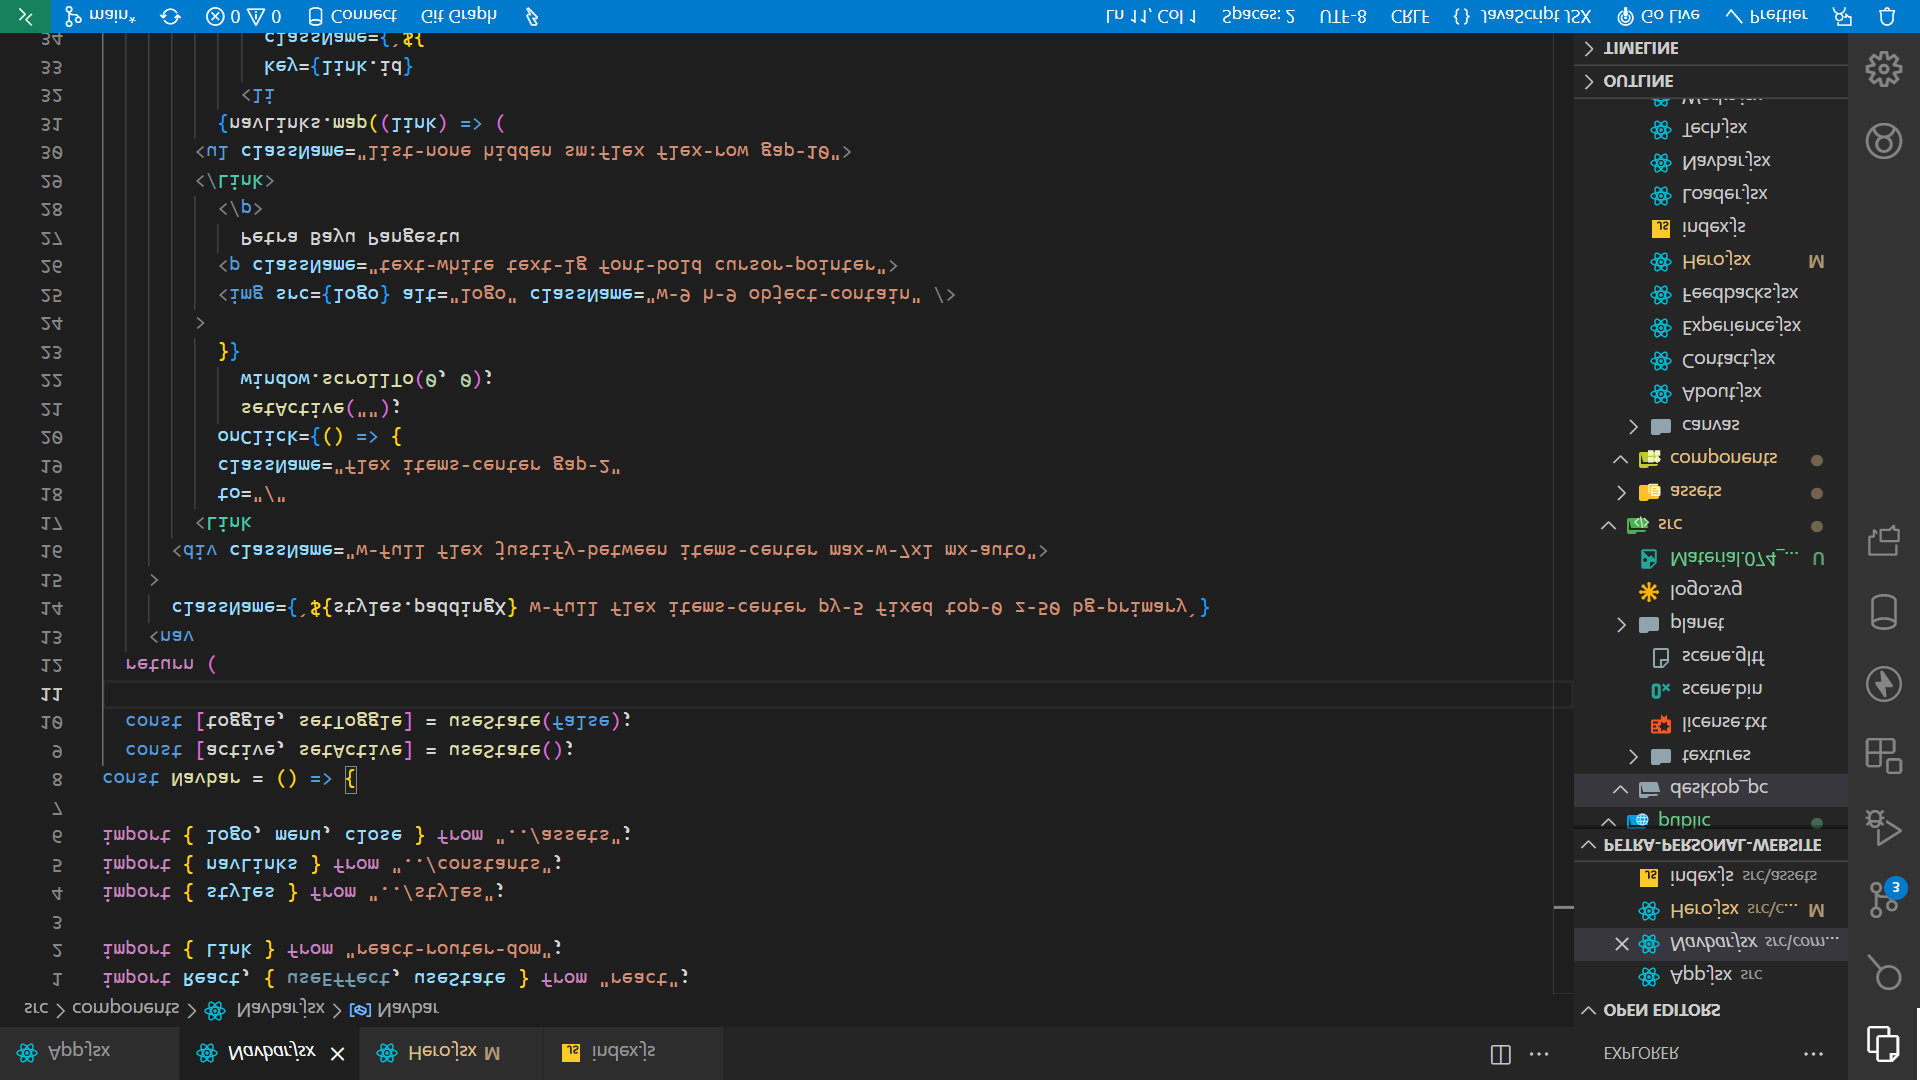 App.jsx
Navbar.jsx
Hero.jsx M
index.js
EXPLORER
src > components > Navbar.jsx > Navbar
1 import React, { useEffect, useState } from "react";
2 import { Link } from "react-router-dom";
3
4 import { styles } from "../styles";
5 import { navLinks } from "../constants";
6 import { logo, menu, close } from "../assets";
7
8 const Navbar = () => {
9 const [active, setActive] = useState();
10 const [toggle, setToggle] = useState(false);
11
12 return (
13 <nav
14 className={`${styles.paddingX} w-full flex items-center py-5 fixed top-0 z-50 bg-primary`}
15 >
16 <div className="w-full flex justify-between items-center max-w-7xl mx-auto">
17 <Link
18 to="/"
19 className="flex items-center gap-2"
20 onClick={() => {
21 setActive("");
22 window.scrollTo(0, 0);
23 }}
24 >
25 <img src={logo} alt="logo" className="w-9 h-9 object-contain" />
26 <p className="text-white text-lg font-bold cursor-pointer">
27 Petra Bayu Pangestu
28 </p>
29 </Link>
30 <ul className="list-none hidden sm:flex flex-row gap-10">
31 {navLinks.map((link) => (
32 <li
33 key={link.id}
34 className={`${
OPEN EDITORS
App.jsx src
Navbar.jsx src\com...
Hero.jsx src\c... M
index.js src\assets
PETRA-PERSONAL-WEBSITE
public
desktop_pc
textures
license.txt
scene.bin
scene.gltf
planet
logo.svg
Material.074_... U
src
assets
components
canvas
About.jsx
Contact.jsx
Experience.jsx
Feedbacks.jsx
Hero.jsx M
index.js
Loader.jsx
Navbar.jsx
Tech.jsx
Works.jsx
OUTLINE
TIMELINE
3
main* 0 0 Connect Git Graph
Ln 11, Col 1 Spaces: 2 UTF-8 CRLF {} JavaScript JSX Go Live Prettier